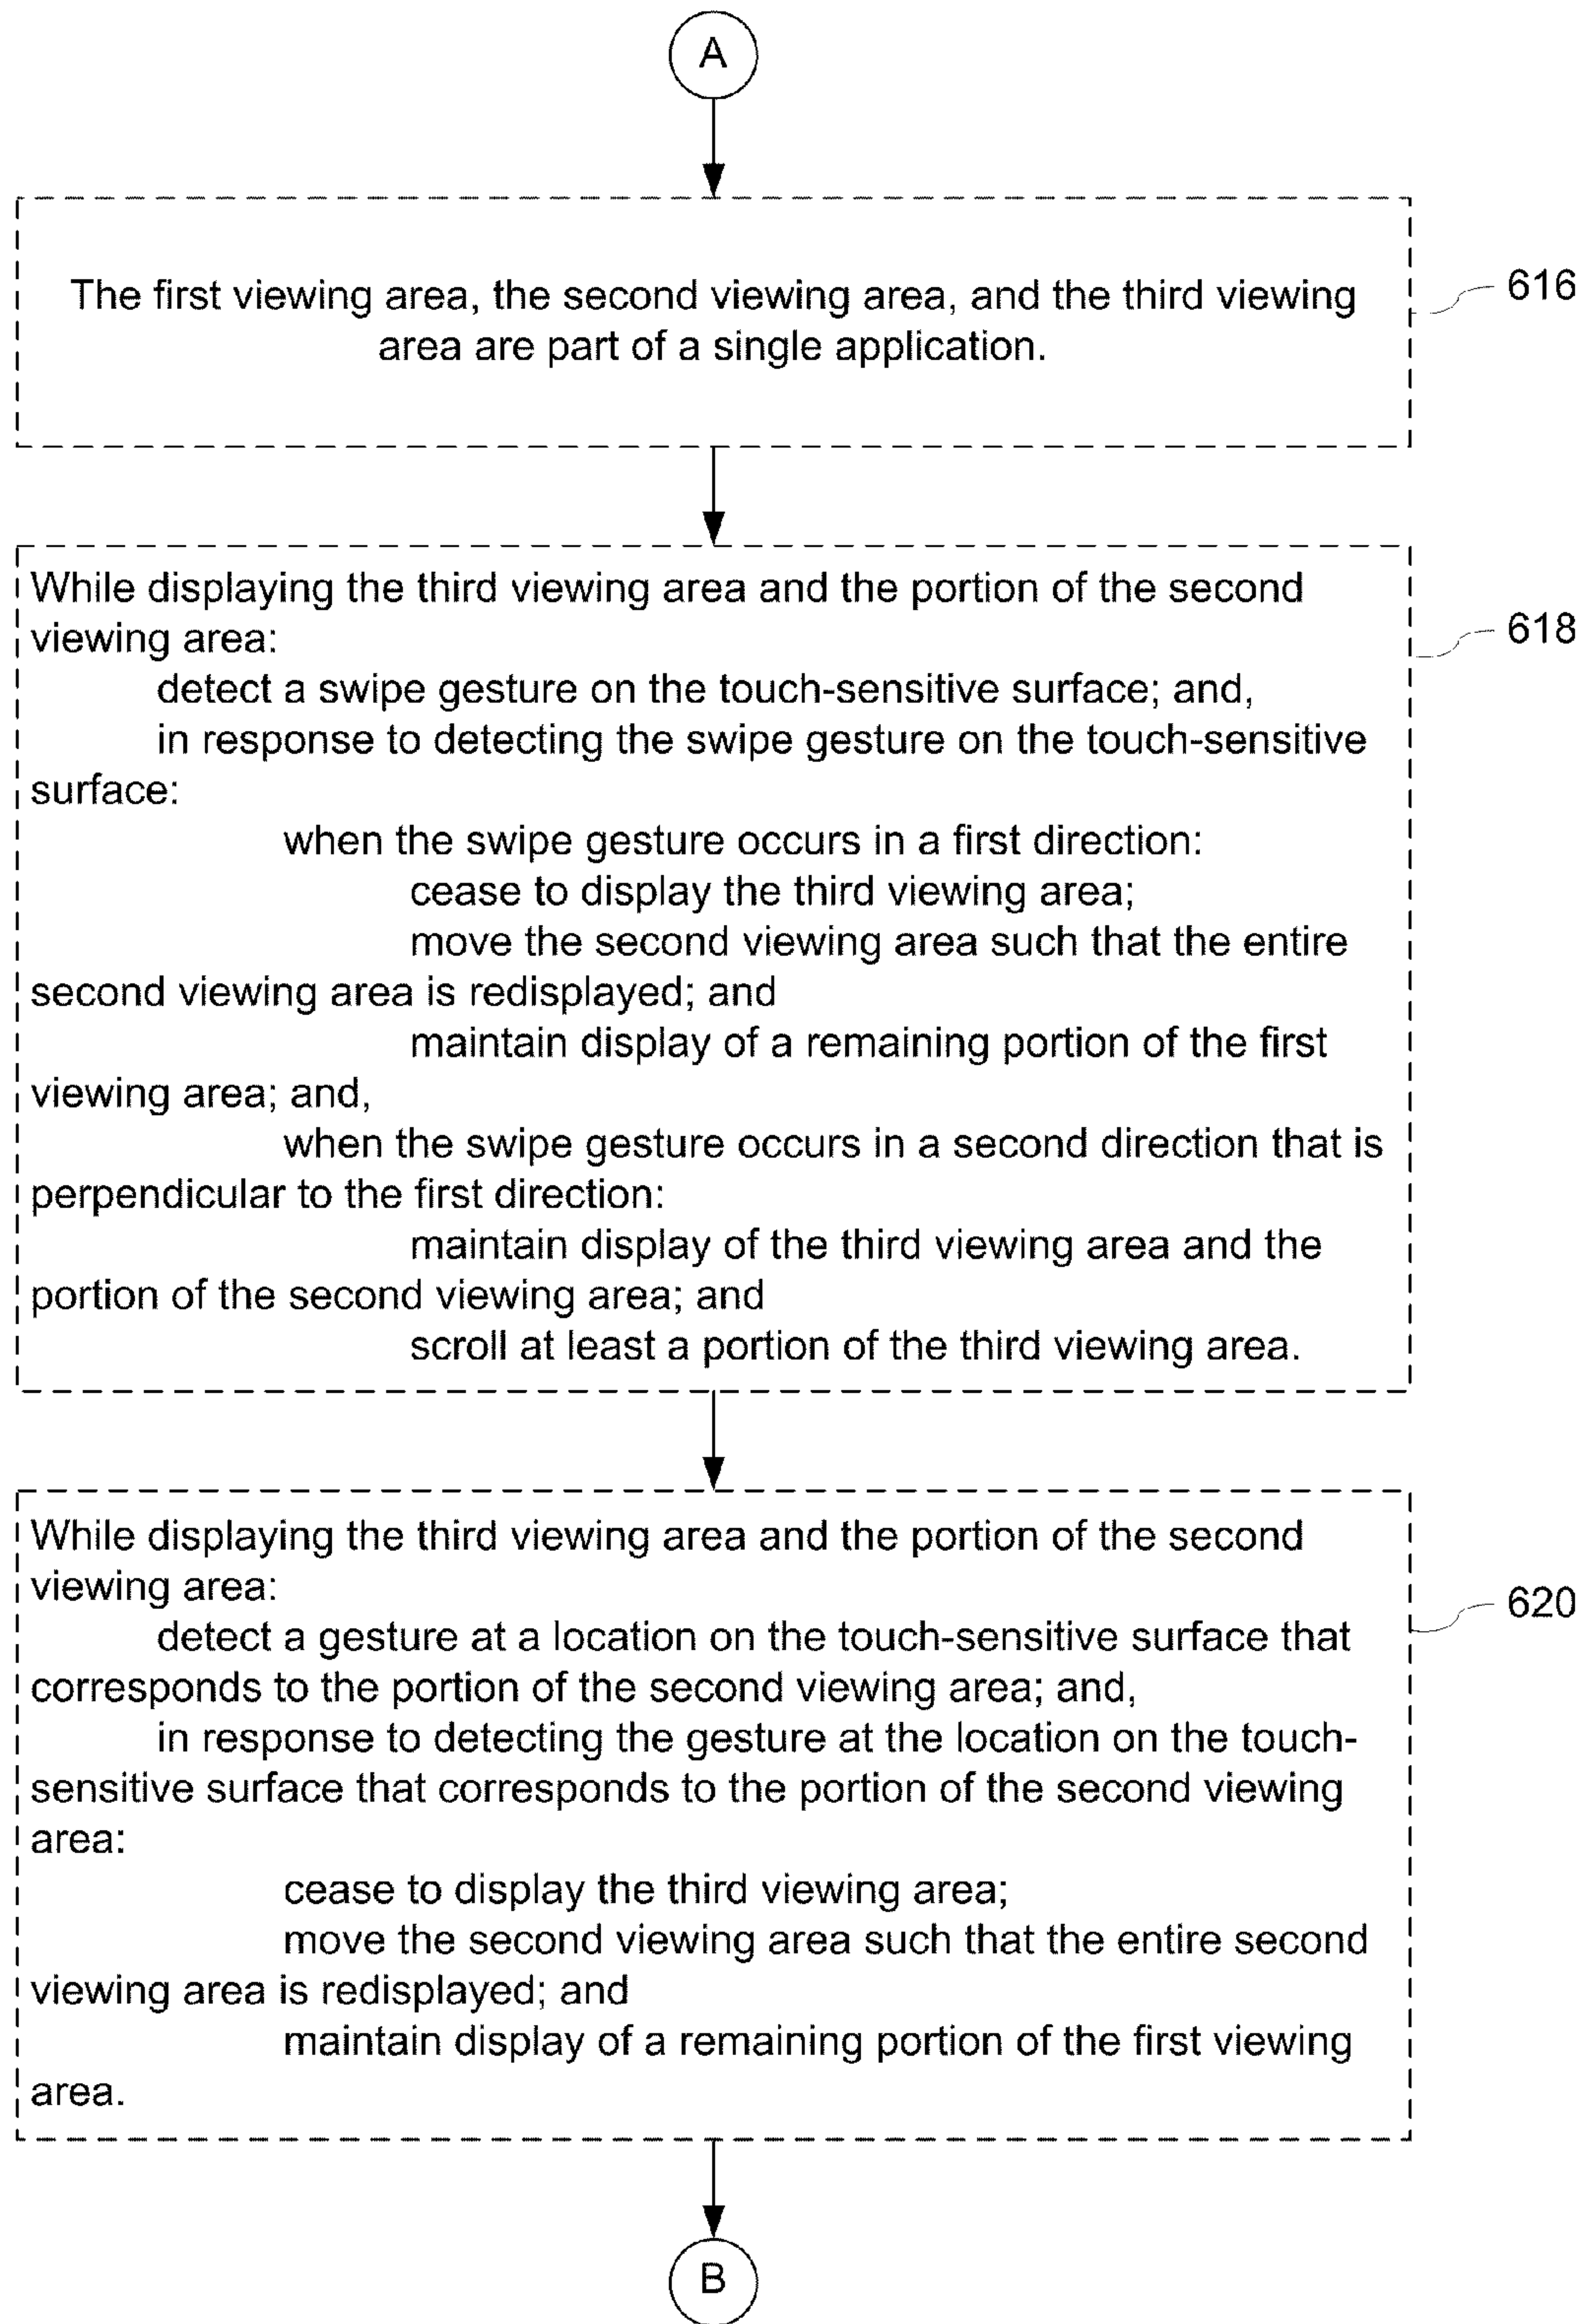 A
The first viewing area, the second viewing area, and the third viewing
area are part of a single application.
616
While displaying the third viewing area and the portion of the second
viewing area:
detect a swipe gesture on the touch-sensitive surface; and,
in response to detecting the swipe gesture on the touch-sensitive
surface:
when the swipe gesture occurs in a first direction:
cease to display the third viewing area;
move the second viewing area such that the entire
second viewing area is redisplayed; and
maintain display of a remaining portion of the first
viewing area; and,
when the swipe gesture occurs in a second direction that is
perpendicular to the first direction:
maintain display of the third viewing area and the
portion of the second viewing area; and
scroll at least a portion of the third viewing area.
618
While displaying the third viewing area and the portion of the second
viewing area:
detect a gesture at a location on the touch-sensitive surface that
corresponds to the portion of the second viewing area; and,
in response to detecting the gesture at the location on the touch-
sensitive surface that corresponds to the portion of the second viewing
area:
cease to display the third viewing area;
move the second viewing area such that the entire second
viewing area is redisplayed; and
maintain display of a remaining portion of the first viewing
area.
620
B